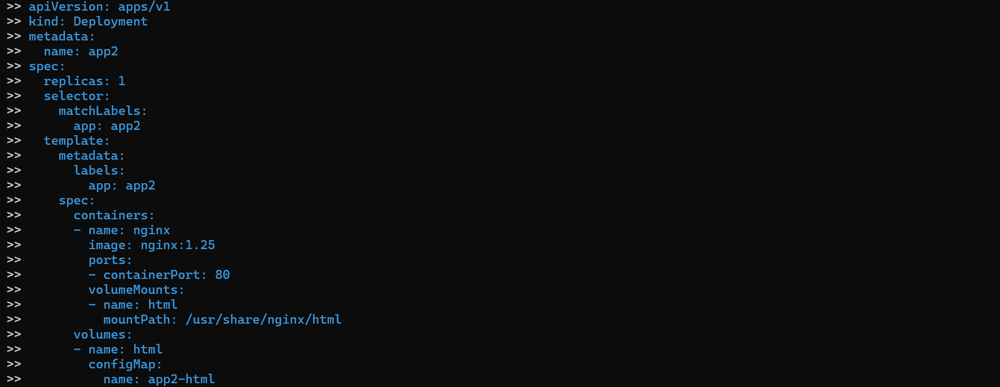 >> apiVersion: apps/v1
>> kind: Deployment
>> metadata:
>>   name: app2
>> spec:
>>   replicas: 1
>>   selector:
>>     matchLabels:
>>       app: app2
>>   template:
>>     metadata:
>>       labels:
>>         app: app2
>>     spec:
>>       containers:
>>       - name: nginx
>>         image: nginx:1.25
>>         ports:
>>         - containerPort: 80
>>         volumeMounts:
>>         - name: html
>>           mountPath: /usr/share/nginx/html
>>       volumes:
>>       - name: html
>>         configMap:
>>           name: app2-html